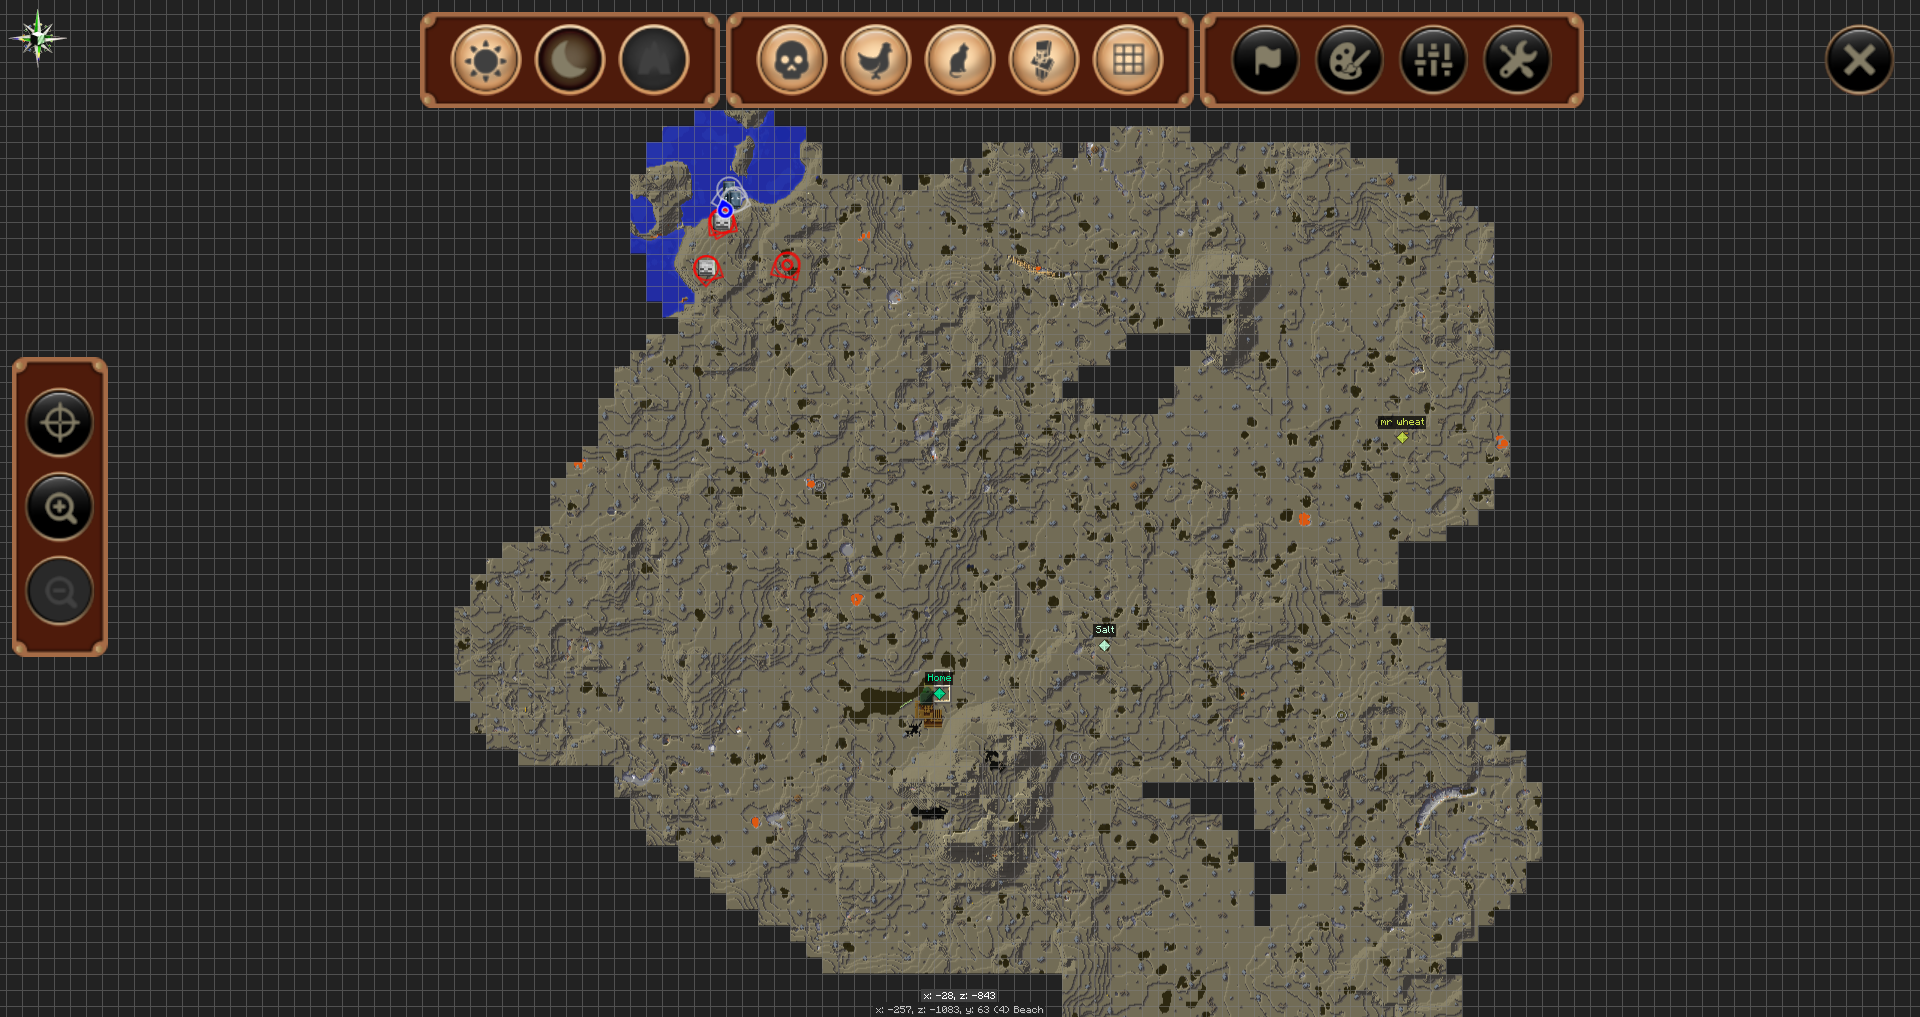 mr wheat
Salt
Home
x: -28, z: -843
x: -257, z: -1083, y: 63 (4) Beach